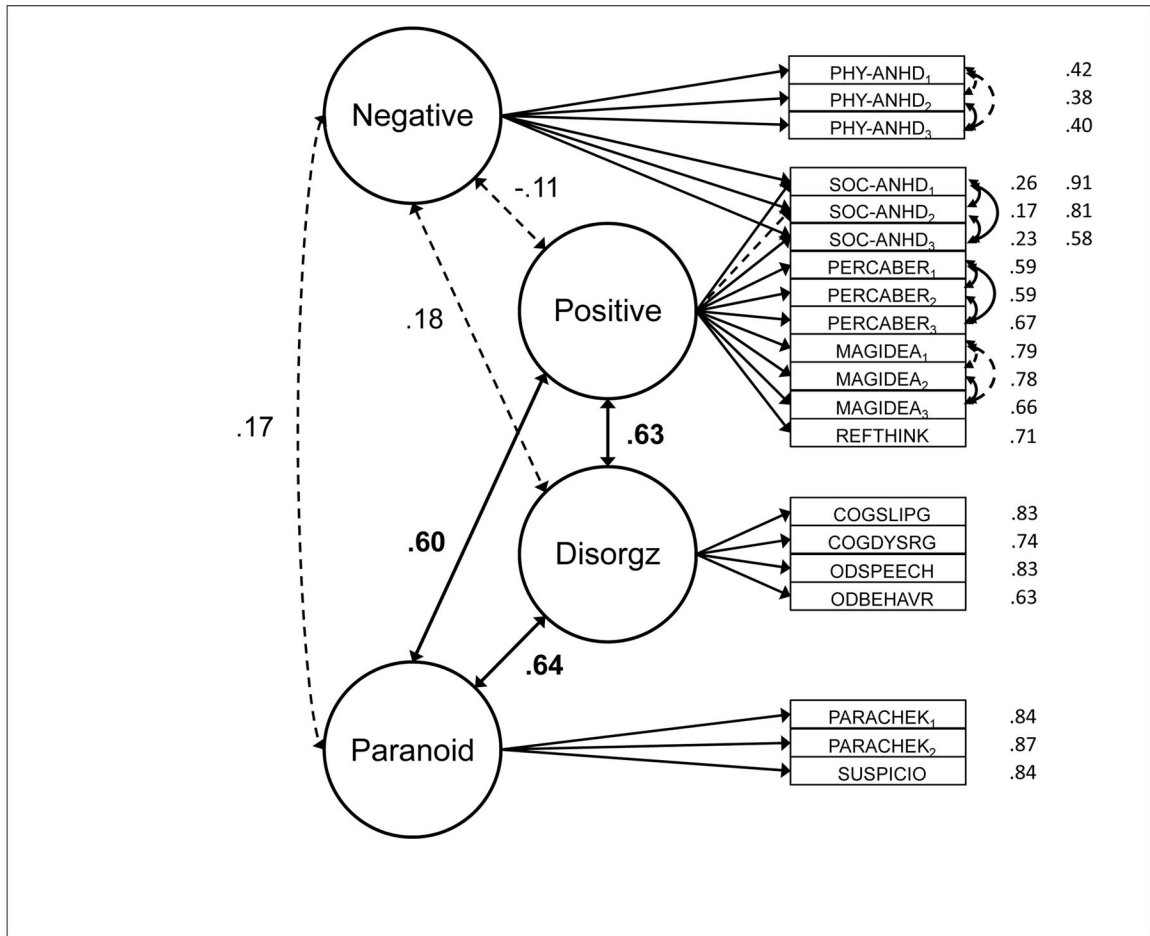 Negative
PHY-ANHD1 .42
PHY-ANHD2 .38
PHY-ANHD3 .40
-.11
SOC-ANHD1 .26 .91
SOC-ANHD2 .17 .81
SOC-ANHD3 .23 .58
Positive
PERCABER1 .59
PERCABER2 .59
PERCABER3 .67
MAGIDEA1 .79
MAGIDEA2 .78
MAGIDEA3 .66
REFTHINK .71
.18
.17
.63
.60
Disorgz
COGSLIPG .83
COGDYSRG .74
ODSPEECH .83
ODBEHAVR .63
.64
Paranoid
PARACHEK1 .84
PARACHEK2 .87
SUSPICIO .84